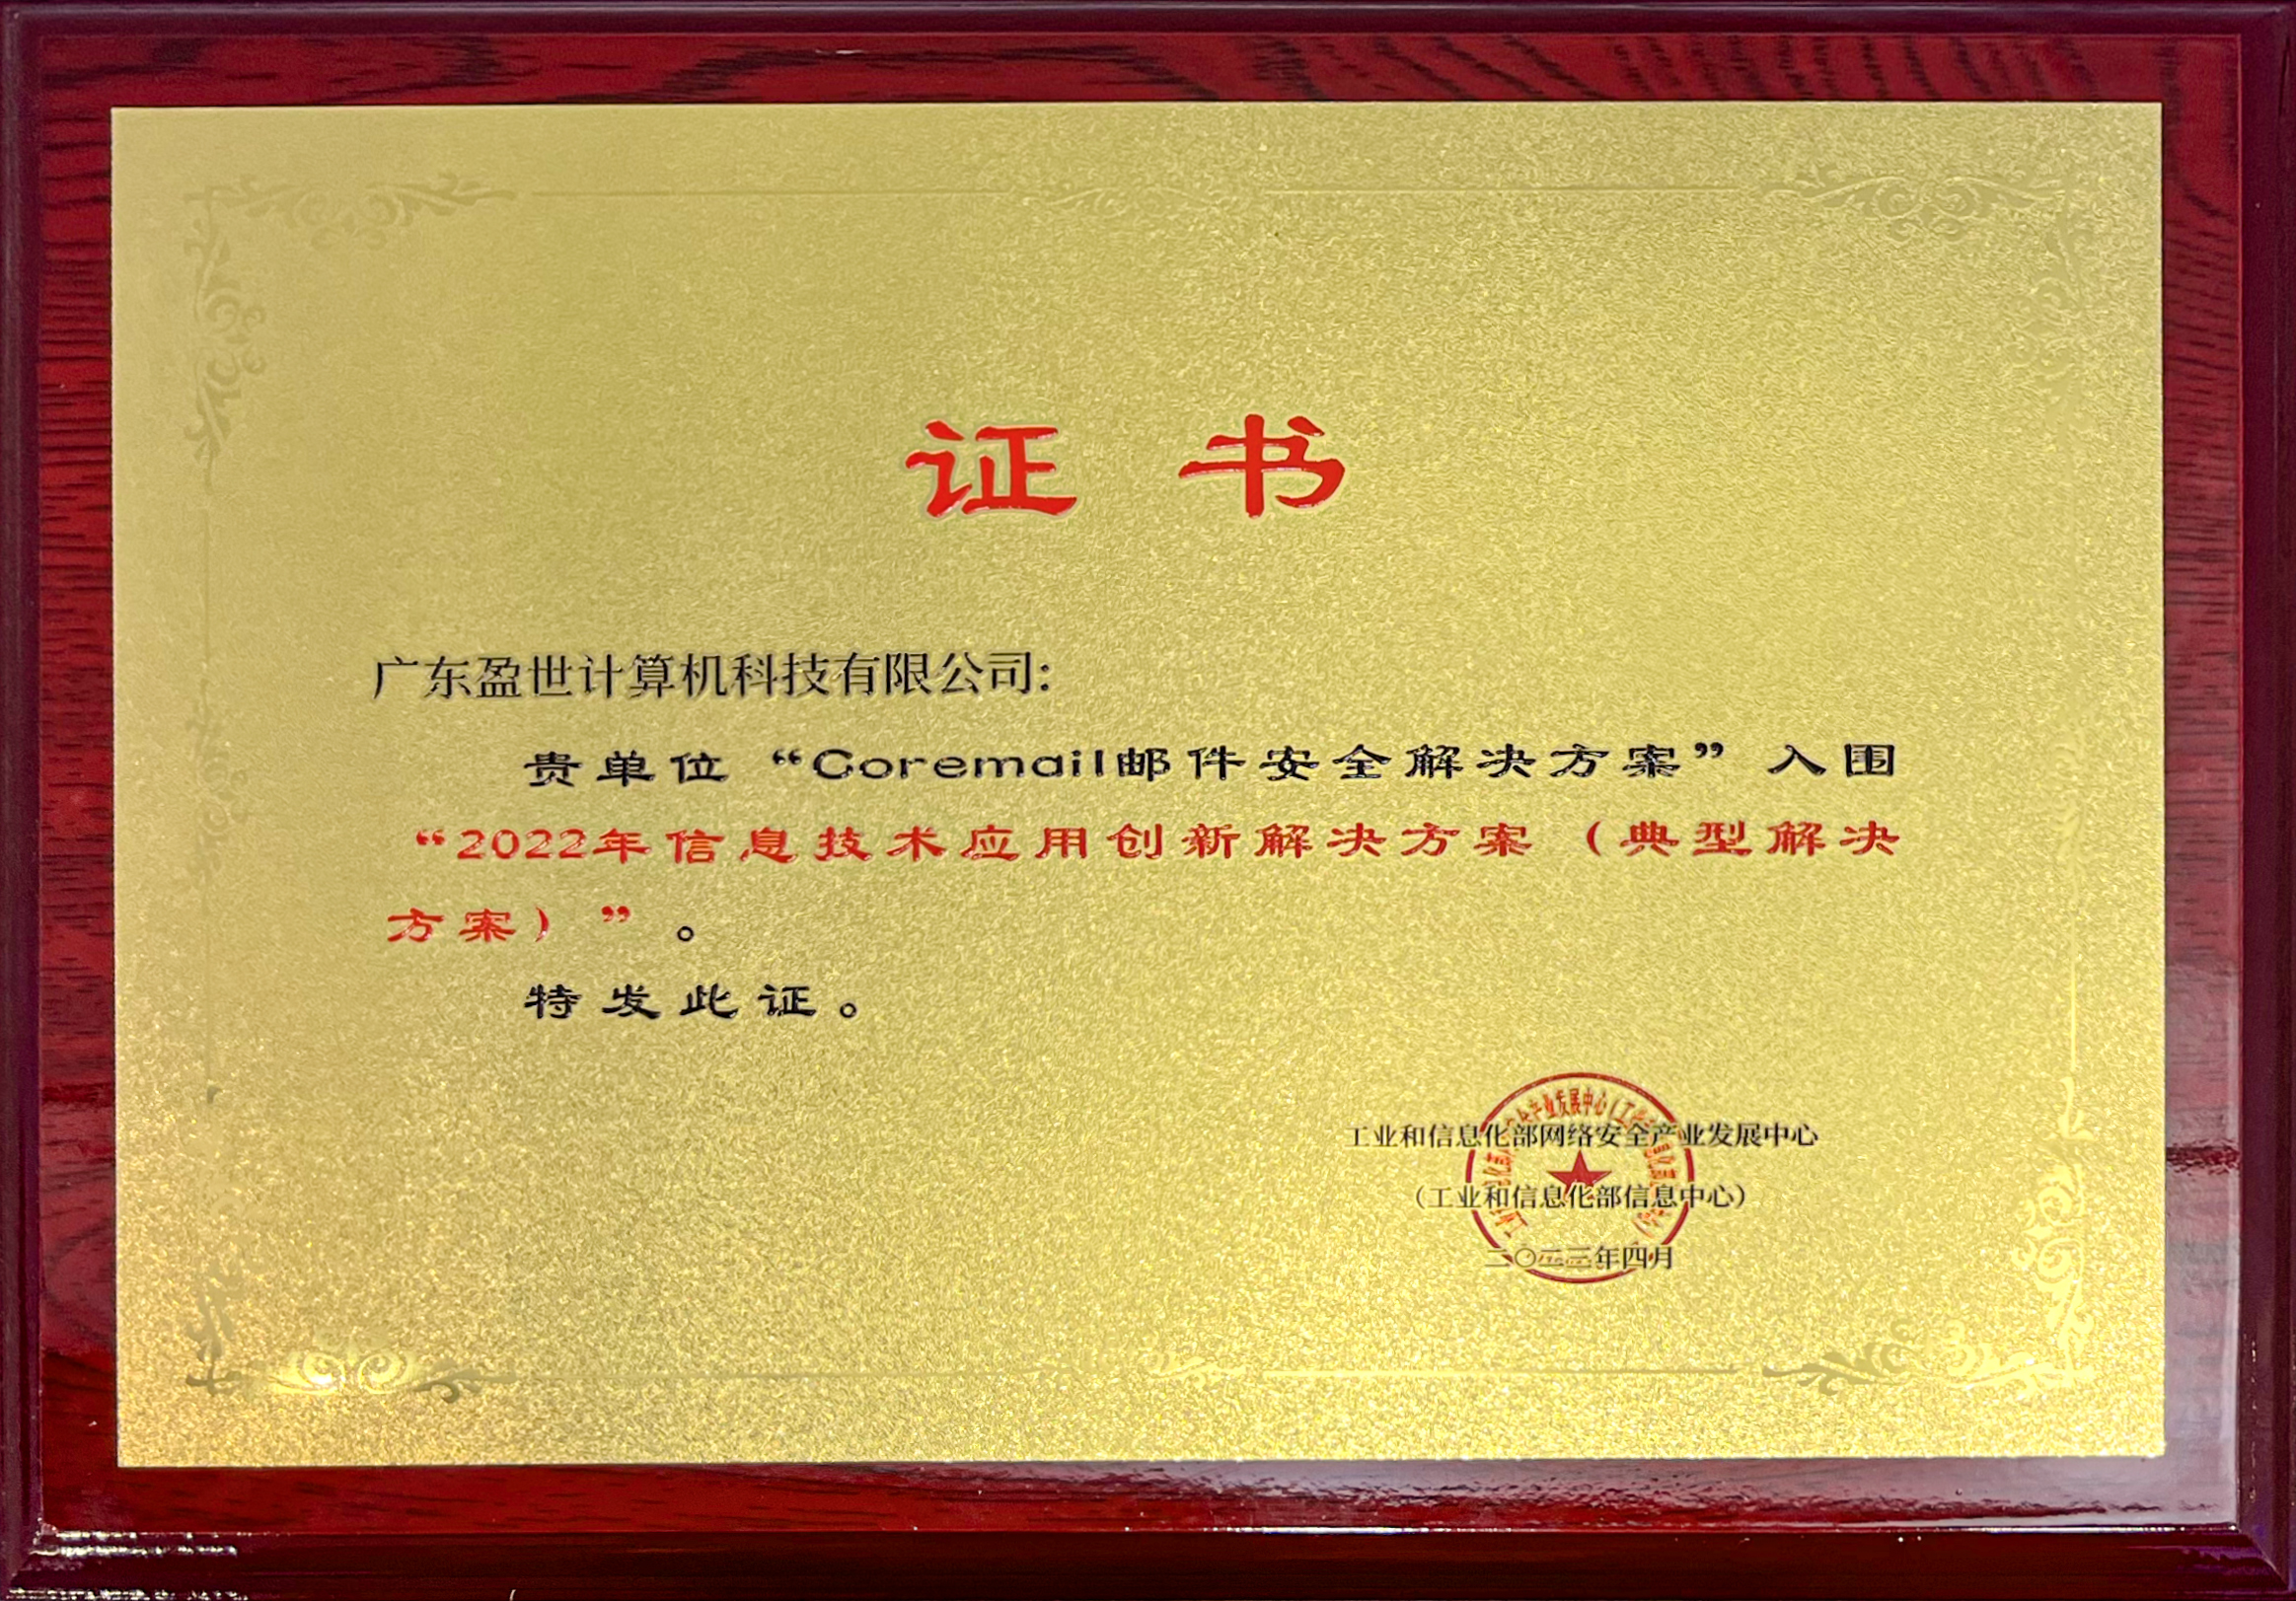 证书
广东盈世计算机科技有限公司:
贵单位“Coremail邮件安全解决方案”入围
“2022年信息技术应用创新解决方案（典型解决
方案）”。
特发此证。
工业和信息化部网络安全产业发展中心
（工业和信息化部信息中心）
二〇二三年四月